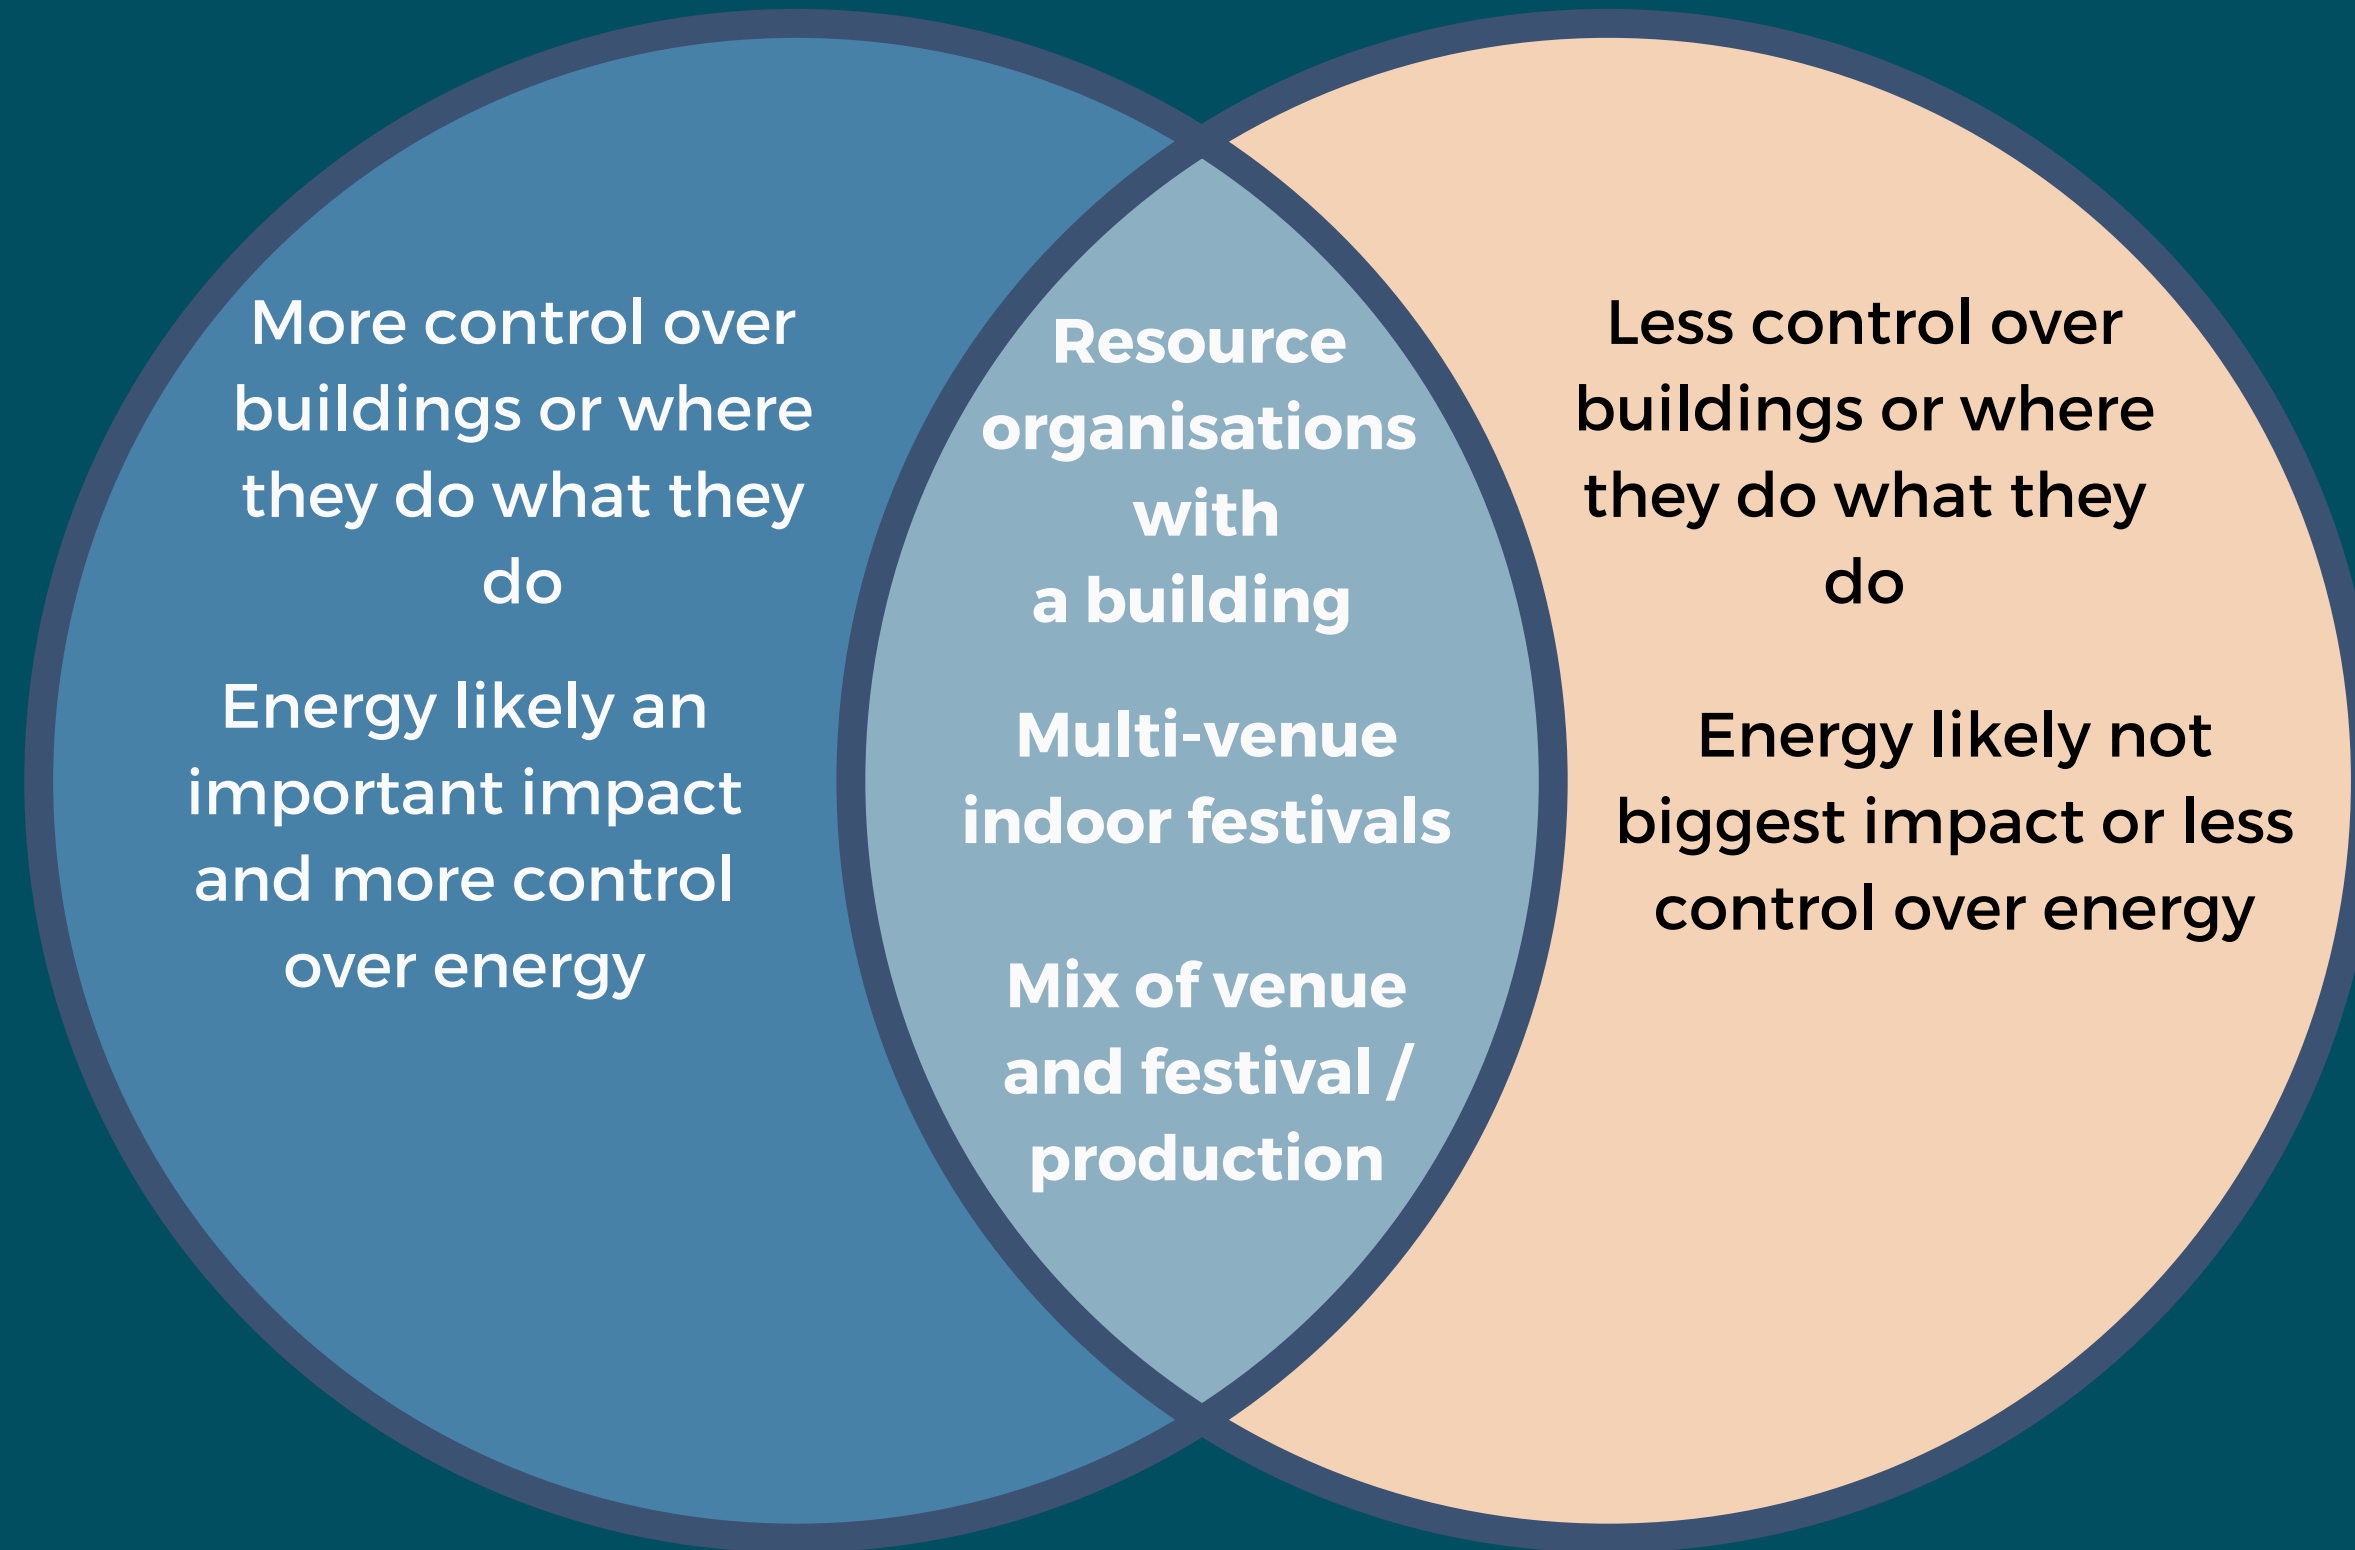 More control over
buildings or where
they do what they
do
Energy likely an
important impact
and more control
over energy
Resource
organisations
with
a building
Multi-venue
indoor festivals
Mix of venue
and festival /
production
Less control over
buildings or where
they do what they
do
Energy likely not
biggest impact or less
control over energy